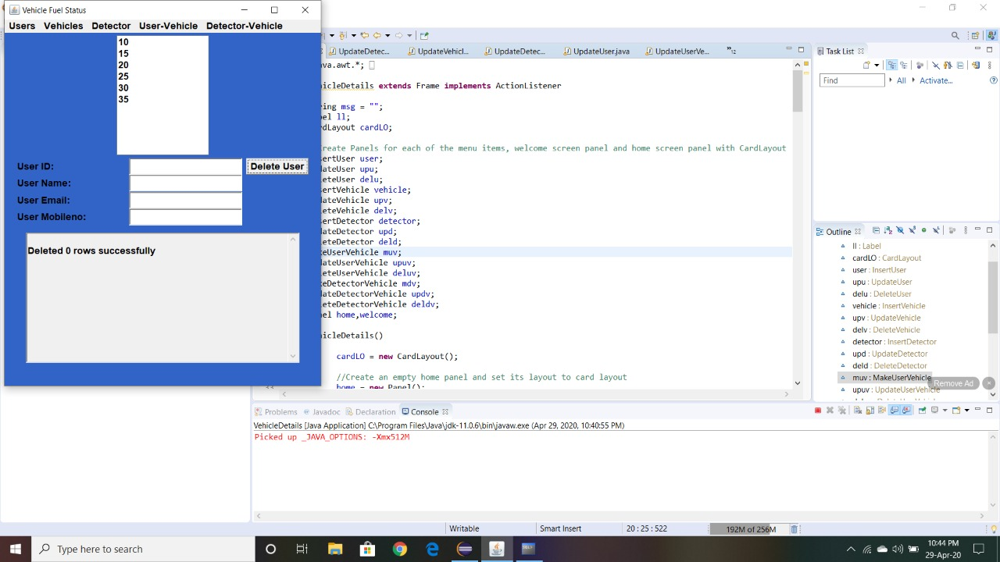 Vehicle Fuel Status
Users Vehicles Detector User-Vehicle Detector-Vehicle
10
15
20
25
30
35
User ID:
Delete User
User Name:
User Email:
User Mobileno:
Deleted 0 rows successfully
UpdateDetec... UpdateVehicl... UpdateDetec... UpdateUser.java UpdateUserVe... »12
va.awt.*;
hicleDetails extends Frame implements ActionListener
ring msg = "";
el ll;
rdLayout cardLO;
reate Panels for each of the menu items, welcome screen panel and home screen panel with CardLayout
sertUser user;
dateUser upu;
leteUser delu;
sertVehicle vehicle;
dateVehicle upv;
leteVehicle delv;
sertDetector detector;
dateDetector upd;
leteDetector deld;
keUserVehicle muv;
dateUserVehicle upuv;
leteUserVehicle deluv;
keDetectorVehicle mdv;
dateDetectorVehicle updv;
leteDetectorVehicle deldv;
nel home,welcome;
hicleDetails()
cardLO = new CardLayout();
//Create an empty home panel and set its layout to card layout
home = new Panel();
Task List
Find All Activate...
Outline
ll : Label
cardLO : CardLayout
user : InsertUser
upu : UpdateUser
delu : DeleteUser
vehicle : InsertVehicle
upv : UpdateVehicle
delv : DeleteVehicle
detector : InsertDetector
upd : UpdateDetector
deld : DeleteDetector
muv : MakeUserVehicle
Remove Ad
upuv : UpdateUserVehicle
Problems Javadoc Declaration Console
VehicleDetails [Java Application] C:\Program Files\Java\jdk-11.0.6\bin\javaw.exe (Apr 29, 2020, 10:40:55 PM)
Picked up _JAVA_OPTIONS: -Xmx512M
Writable Smart Insert 20 : 25 : 522 192M of 256M
Type here to search
10:44 PM
29-Apr-20